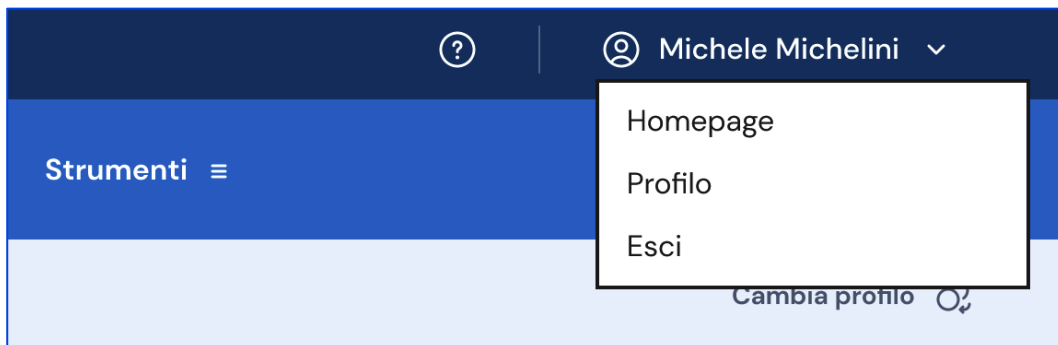 Michele Michelini
Homepage
Strumenti
Profilo
Esci
Cambia profilo